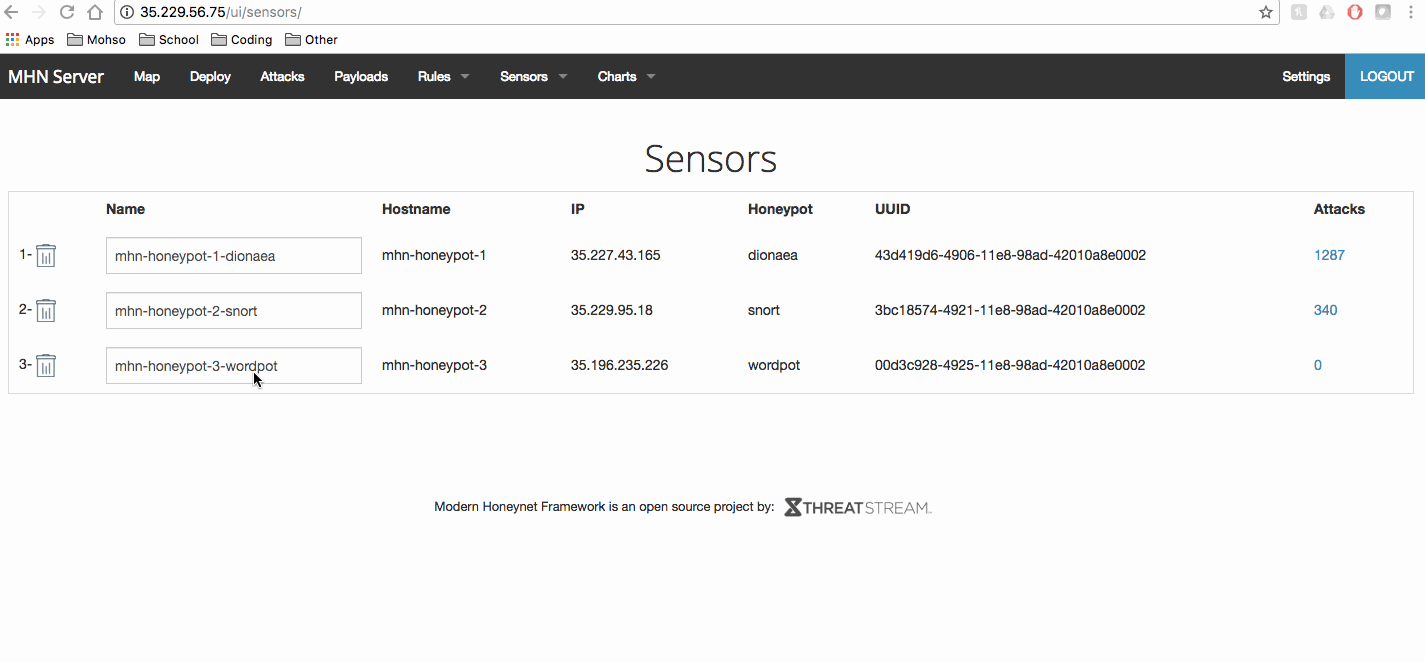 35.229.56.75/ui/sensors/
Apps Mohso School Coding Other
MHN Server Map Deploy Attacks Payloads Rules Sensors Charts Settings LOGOUT
Sensors
Name Hostname IP Honeypot UUID Attacks
1- mhn-honeypot-1-dionaea mhn-honeypot-1 35.227.43.165 dionaea 43d419d6-4906-11e8-98ad-42010a8e0002 1287
2- mhn-honeypot-2-snort mhn-honeypot-2 35.229.95.18 snort 3bc18574-4921-11e8-98ad-42010a8e0002 340
3- mhn-honeypot-3-wordpot mhn-honeypot-3 35.196.235.226 wordpot 00d3c928-4925-11e8-98ad-42010a8e0002 0
Modern Honeynet Framework is an open source project by: THREATSTREAM